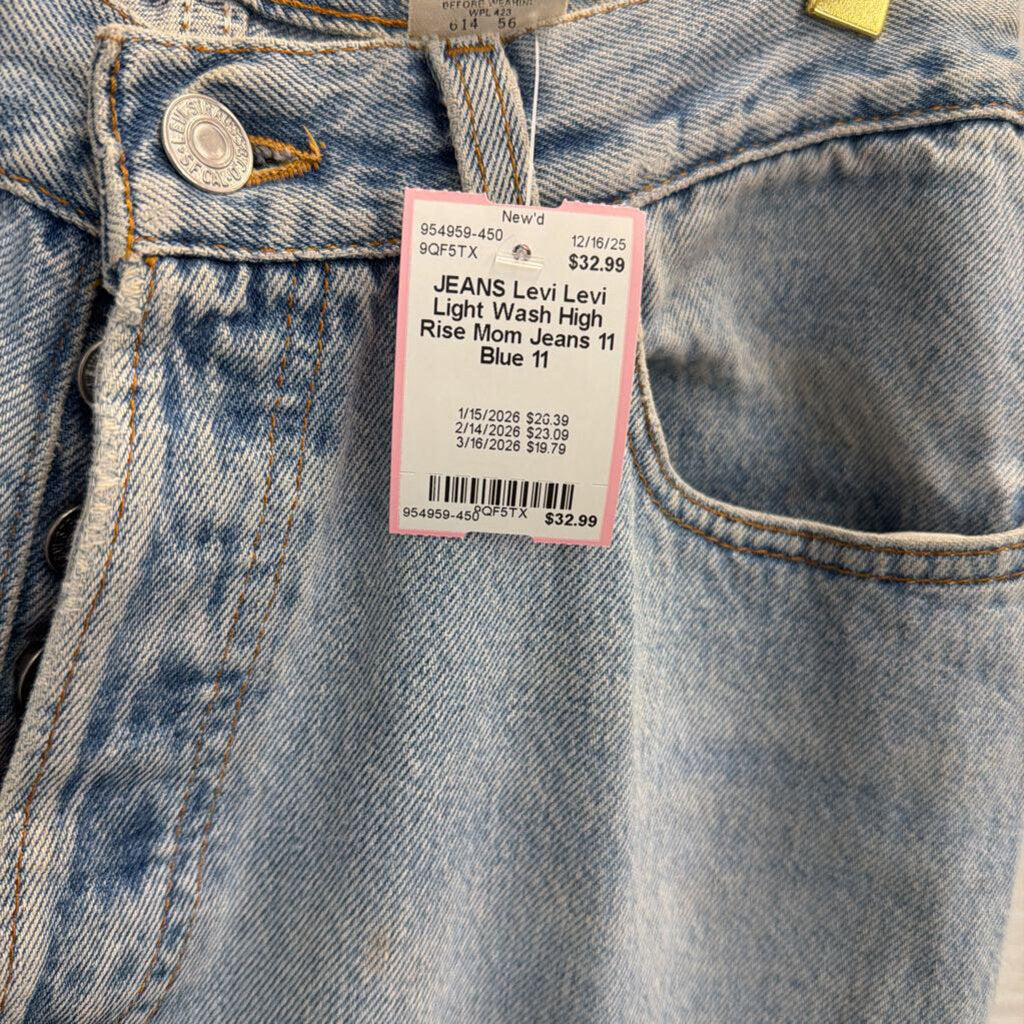 BEFORE WEARING
WPL 423
614 56
New'd
954959-450
9QF5TX
12/16/25
$32.99
JEANS Levi Levi
Light Wash High
Rise Mom Jeans 11
Blue 11
1/15/2026 $26.39
2/14/2026 $23.09
3/16/2026 $19.79
954959-450 9QF5TX $32.99